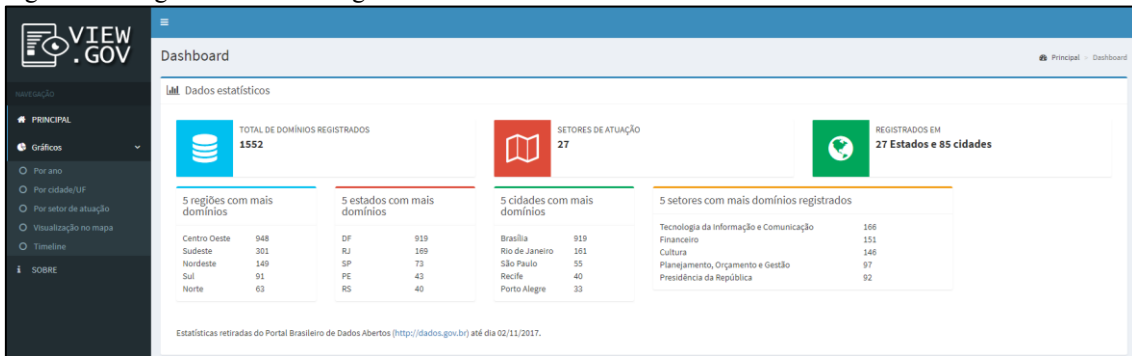 VIEW
.GOV
Dashboard
Principal > Dashboard
NAVEGAÇÃO
PRINCIPAL
Gráficos
Por ano
Por cidade/UF
Por setor de atuação
Visualização no mapa
Timeline
SOBRE
Dados estatísticos
TOTAL DE DOMÍNIOS REGISTRADOS
1552
SETORES DE ATUAÇÃO
27
REGISTRADOS EM
27 Estados e 85 cidades
5 regiões com mais
domínios
Centro Oeste 948
Sudeste 301
Nordeste 149
Sul 91
Norte 63
5 estados com mais
domínios
DF 919
RJ 169
SP 73
PE 43
RS 40
5 cidades com mais
domínios
Brasília 919
Rio de Janeiro 161
São Paulo 55
Recife 40
Porto Alegre 33
5 setores com mais domínios registrados
Tecnologia da Informação e Comunicação 166
Financeiro 151
Cultura 146
Planejamento, Orçamento e Gestão 97
Presidência da República 92
Estatísticas retiradas do Portal Brasileiro de Dados Abertos (http://dados.gov.br) até dia 02/11/2017.